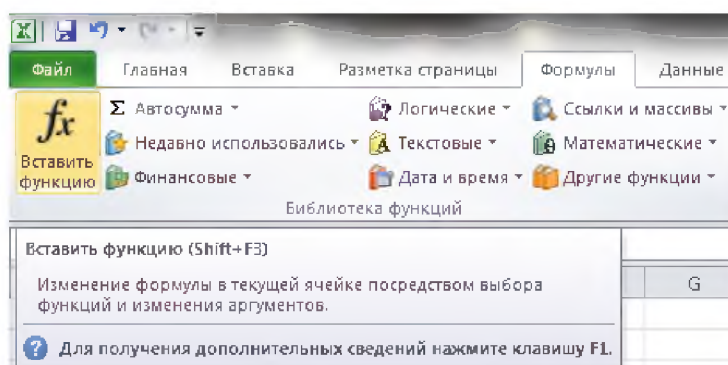 Файл Главная Вставка Разметка страницы Формулы Данные
fx Вставить функцию
Σ Автосумма Логические Ссылки и массивы
Недавно использовались Текстовые Математические
Финансовые Дата и время Другие функции
Библиотека функций
Вставить функцию (Shift+F3)
G
Изменение формулы в текущей ячейке посредством выбора
функций и изменения аргументов.
Для получения дополнительных сведений нажмите клавишу F1.